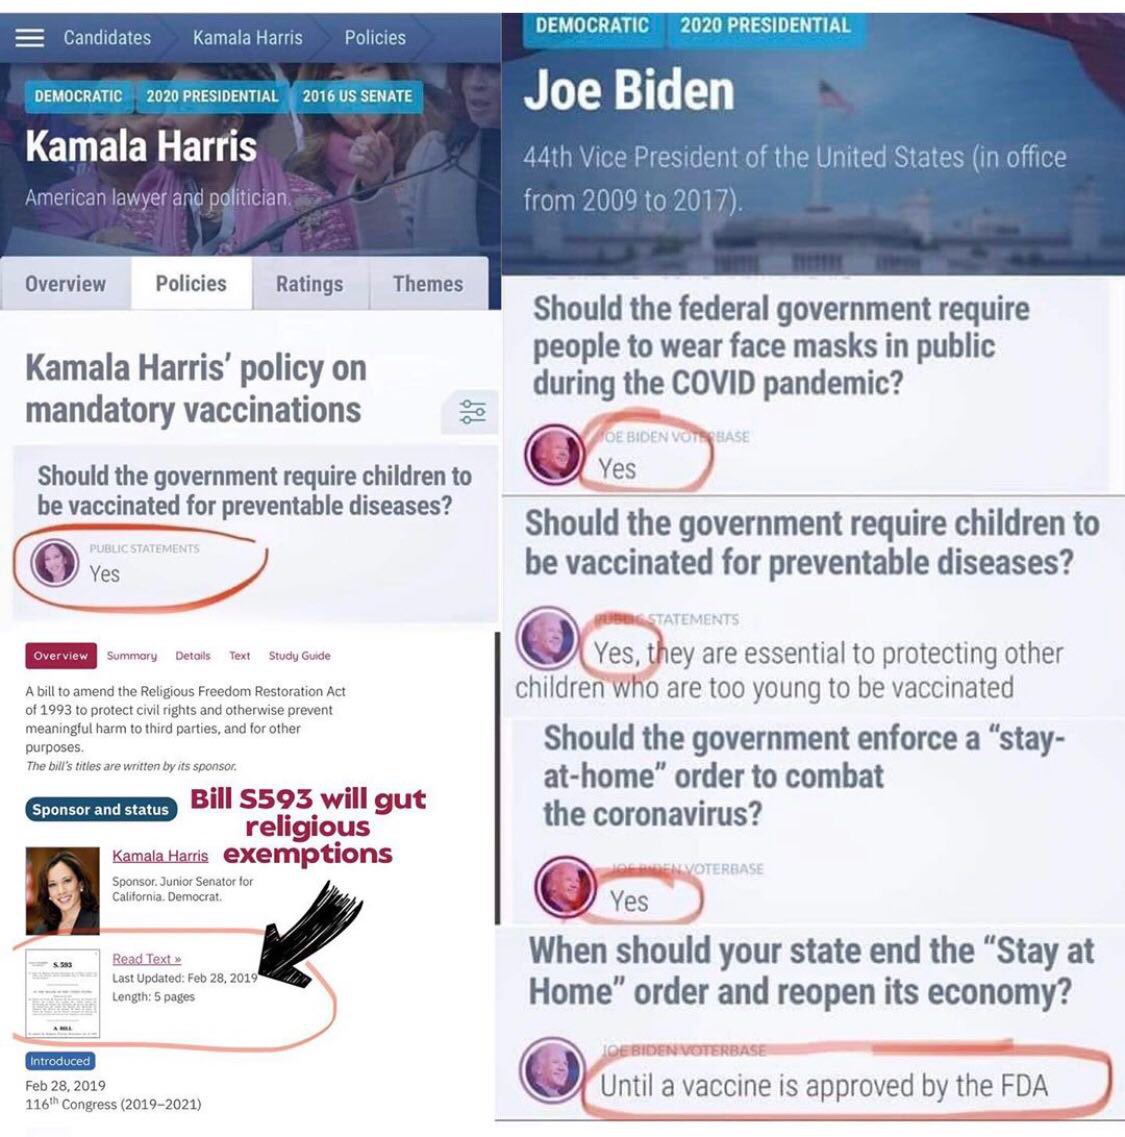 Candidates
Kamala Harris
Policies
DEMOCRATIC
2020 PRESIDENTIAL
2016 US SENATE
Kamala Harris
American lawyer and politician.
Overview
Policies
Ratings
Themes
Kamala Harris’ policy on
mandatory vaccinations
Should the government require children to
be vaccinated for preventable diseases?
PUBLIC STATEMENTS
Yes
Overview
Summary
Details
Text
Study Guide
A bill to amend the Religious Freedom Restoration Act
of 1993 to protect civil rights and otherwise prevent
meaningful harm to third parties, and for other
purposes.
The bill's titles are written by its sponsor.
Sponsor and status
Bill S593 will gut
religious
exemptions
Kamala Harris
Sponsor. Junior Senator for
California. Democrat.
S. 593
A BILL
Read Text »
Last Updated: Feb 28, 2019
Length: 5 pages
Introduced
Feb 28, 2019
116th Congress (2019–2021)
DEMOCRATIC
2020 PRESIDENTIAL
Joe Biden
44th Vice President of the United States (in office
from 2009 to 2017).
Should the federal government require
people to wear face masks in public
during the COVID pandemic?
JOE BIDEN VOTERBASE
Yes
Should the government require children to
be vaccinated for preventable diseases?
PUBLIC STATEMENTS
Yes, they are essential to protecting other
children who are too young to be vaccinated
Should the government enforce a “stay-
at-home” order to combat
the coronavirus?
JOE BIDEN VOTERBASE
Yes
When should your state end the “Stay at
Home” order and reopen its economy?
JOE BIDEN VOTERBASE
Until a vaccine is approved by the FDA